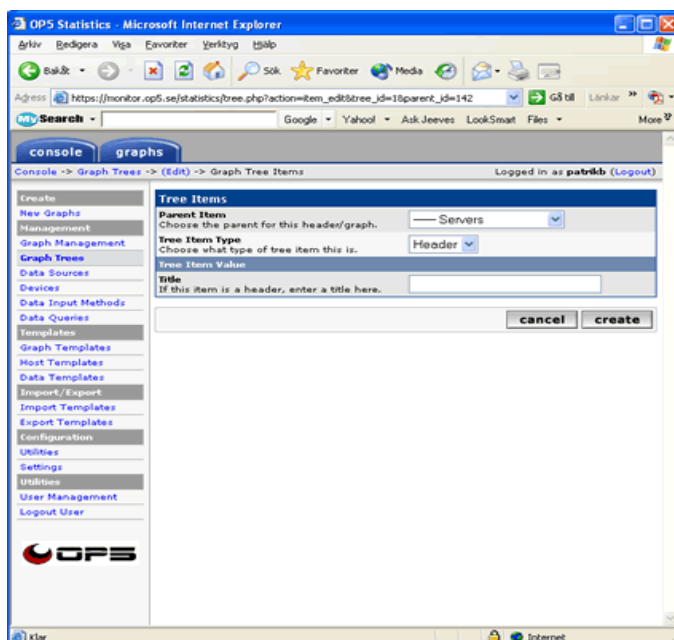 OP5 Statistics - Microsoft Internet Explorer
Arkiv Redigera Visa Favoriter Verktyg Hjälp
Bakåt Sök Favoriter Media
Adress https://monitor.op5.se/statistics/tree.php?action=item_edit&tree_id=1&parent_id=142 Gå till Länkar »
My Search Google Yahoo! Ask Jeeves LookSmart Files More »
console graphs
Console -> Graph Trees -> (Edit) -> Graph Tree Items Logged in as patrikb (Logout)
Create
New Graphs
Management
Graph Management
Graph Trees
Data Sources
Devices
Data Input Methods
Data Queries
Templates
Graph Templates
Host Templates
Data Templates
Import/Export
Import Templates
Export Templates
Configuration
Utilities
Settings
Utilities
User Management
Logout User
OP5
Tree Items
Parent Item
Choose the parent for this header/graph.
---- Servers
Tree Item Type
Choose what type of tree item this is.
Header
Tree Item Value
Title
If this item is a header, enter a title here.
cancel create
Klar Internet